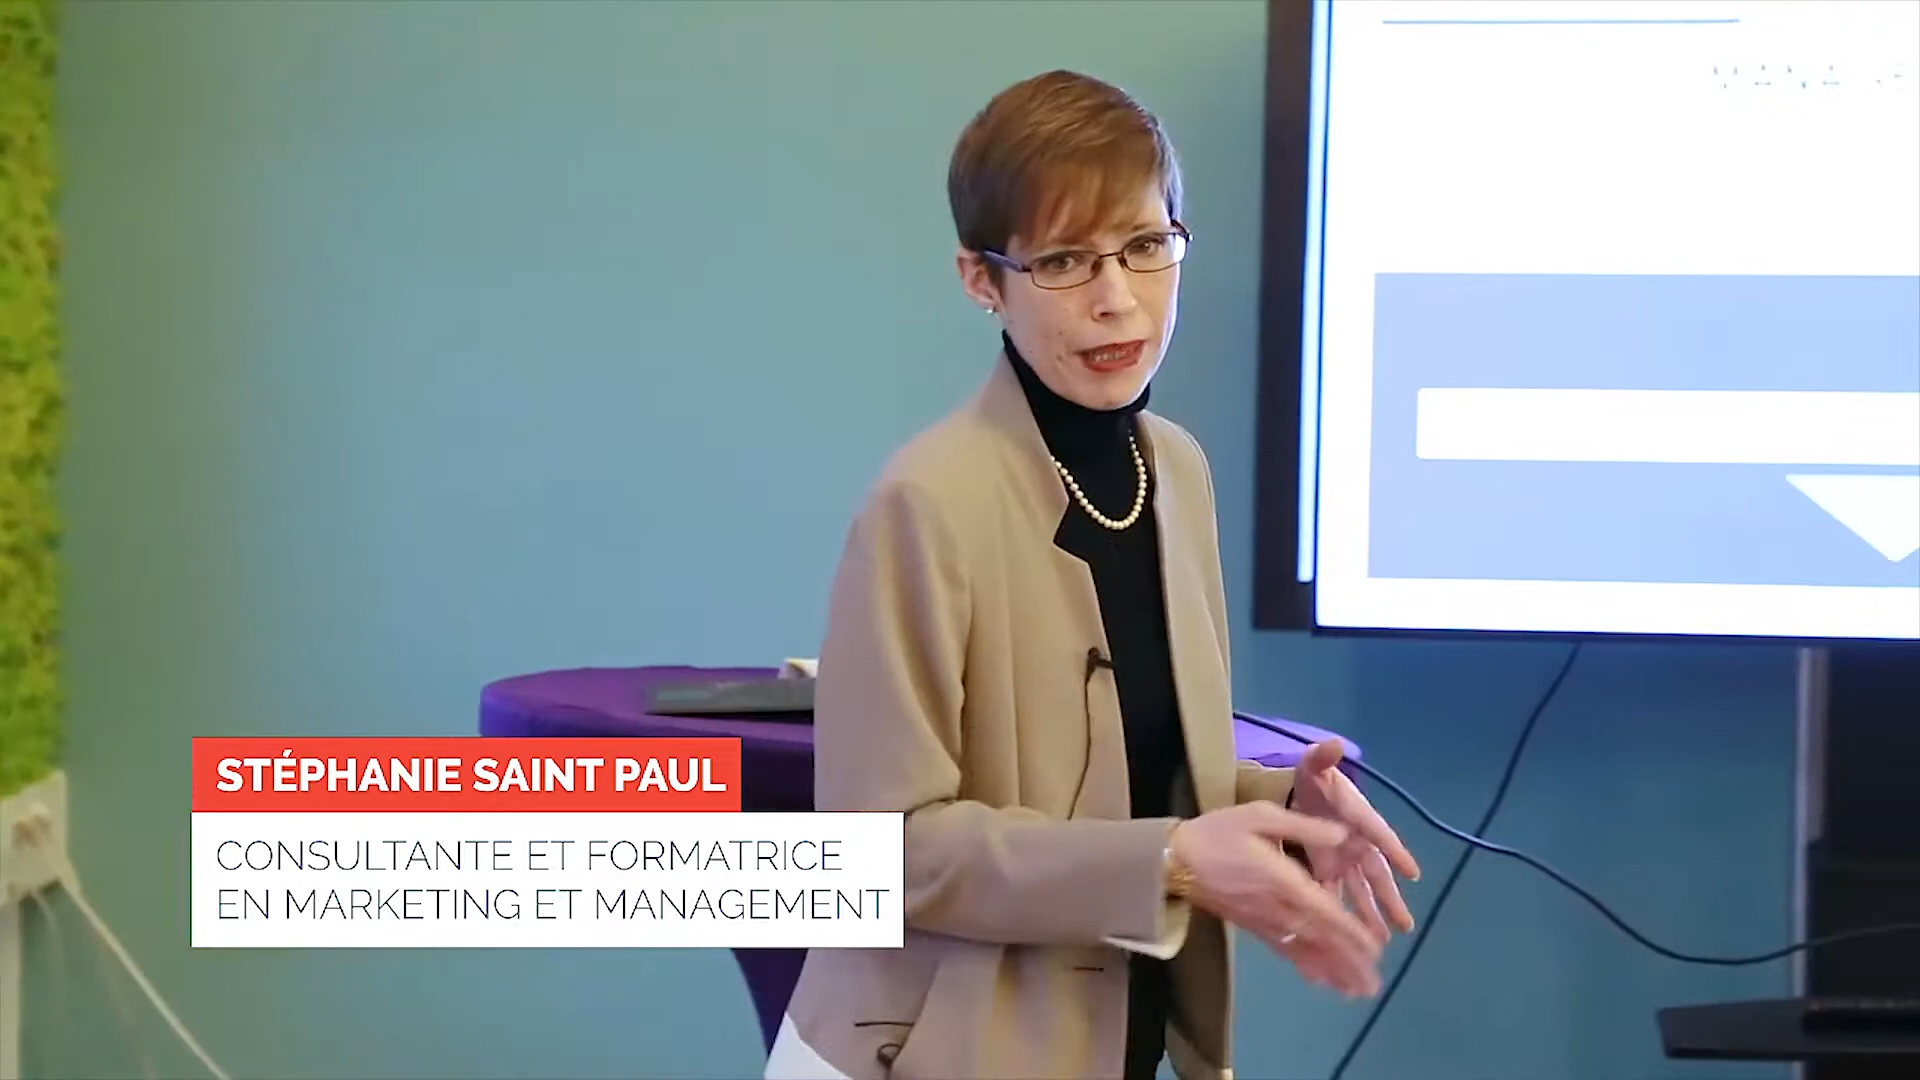 STÉPHANIE SAINT PAUL
CONSULTANTE ET FORMATRICE
EN MARKETING ET MANAGEMENT